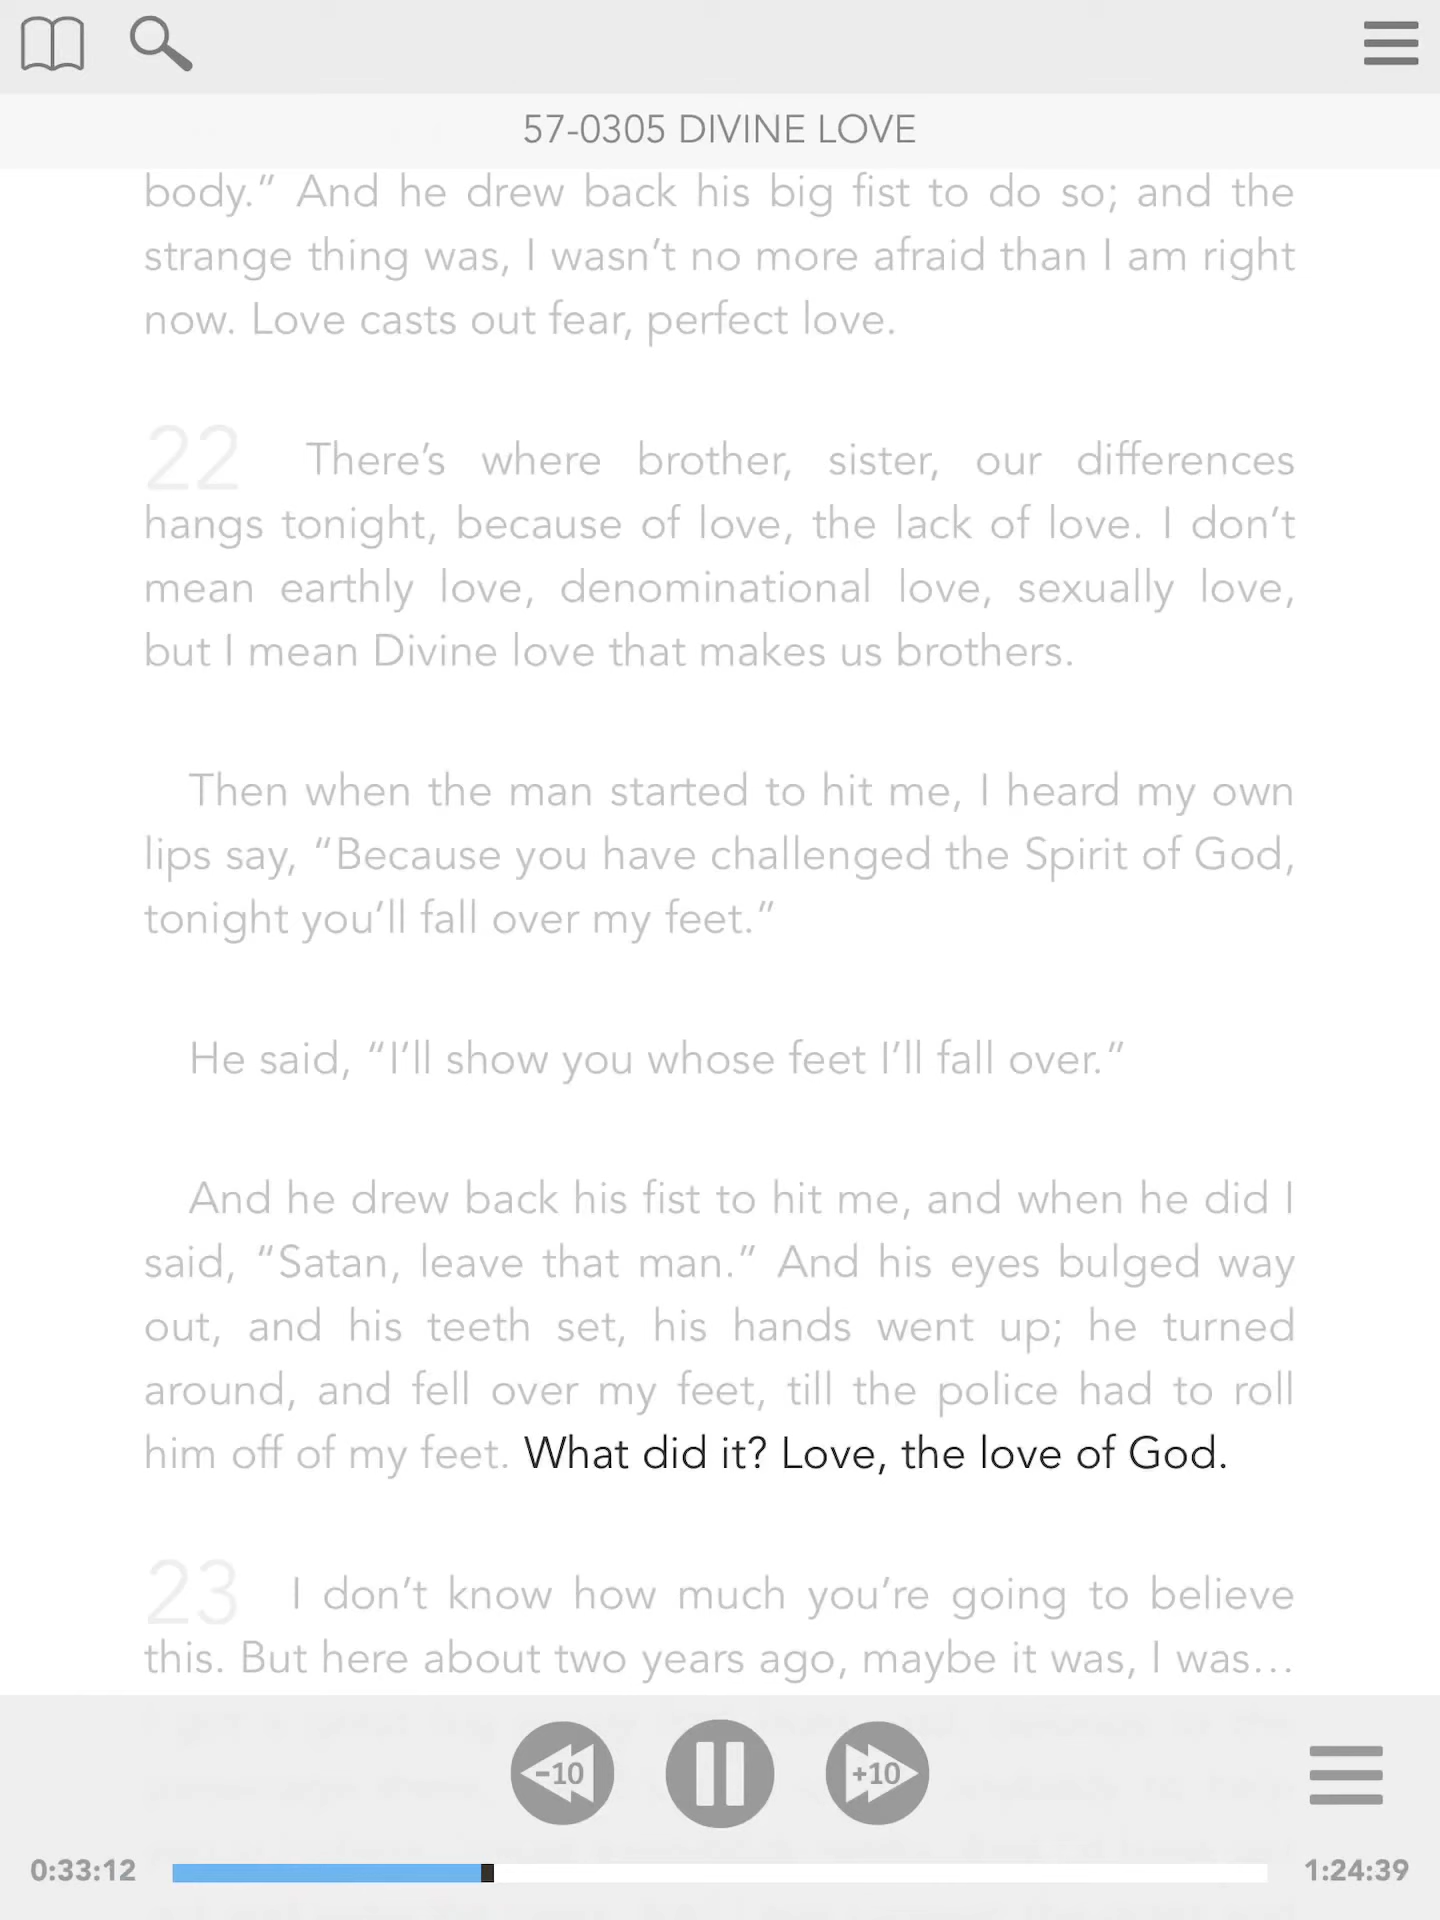 57-0305 DIVINE LOVE
body.” And he drew back his big fist to do so; and the
strange thing was, I wasn’t no more afraid than I am right
now. Love casts out fear, perfect love.
22 There’s where brother, sister, our differences
hangs tonight, because of love, the lack of love. I don’t
mean earthly love, denominational love, sexually love,
but I mean Divine love that makes us brothers.
Then when the man started to hit me, I heard my own
lips say, “Because you have challenged the Spirit of God,
tonight you’ll fall over my feet.”
He said, “I’ll show you whose feet I’ll fall over.”
And he drew back his fist to hit me, and when he did I
said, “Satan, leave that man.” And his eyes bulged way
out, and his teeth set, his hands went up; he turned
around, and fell over my feet, till the police had to roll
him off of my feet. What did it? Love, the love of God.
23 I don’t know how much you’re going to believe
this. But here about two years ago, maybe it was, I was…
-10 +10
0:33:12 1:24:39